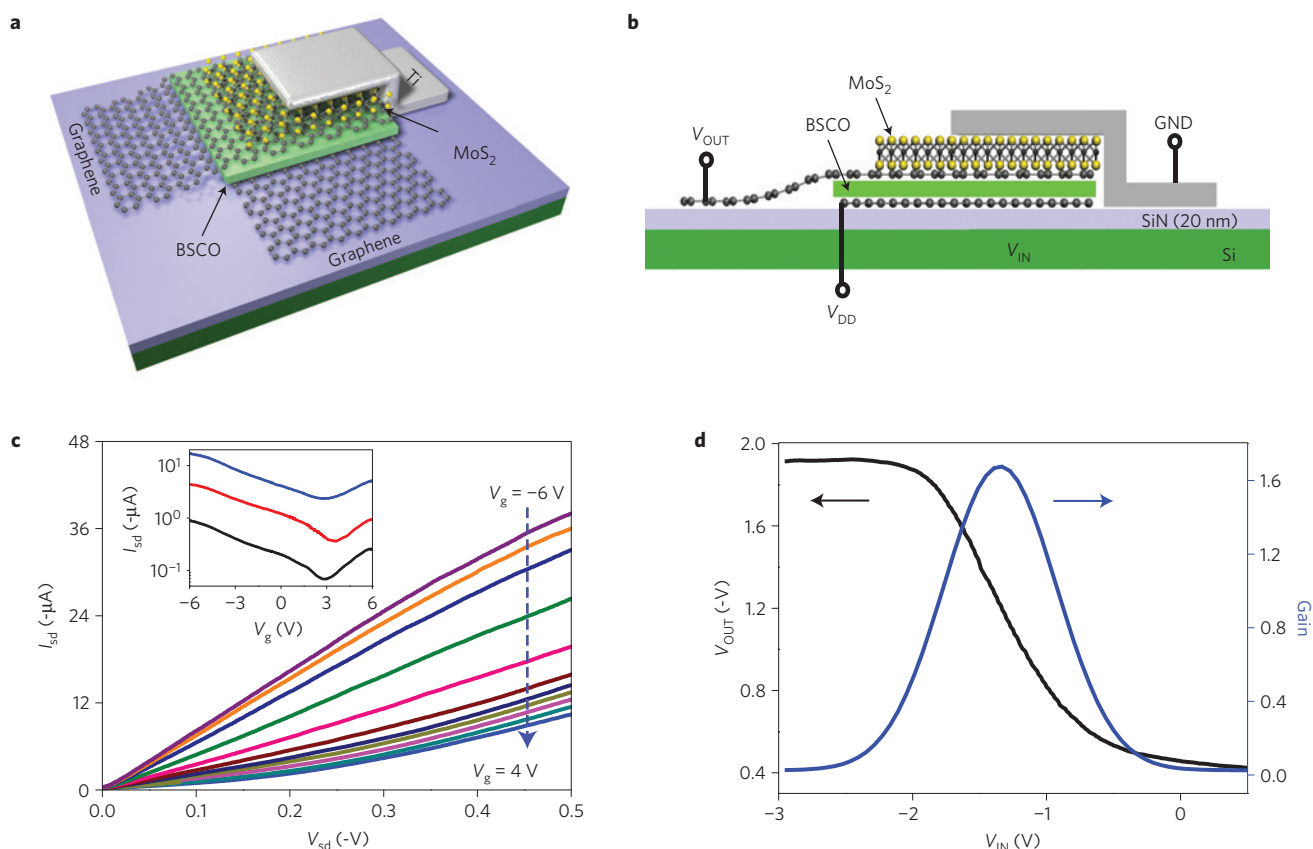 a
Graphene
BSCO
Graphene
MoS2
Ti
b
MoS2
BSCO
VOUT
GND
SiN (20 nm)
VIN
Si
VDD
c
48
36
24
12
0
0.0
0.1
0.2
0.3
0.4
0.5
Isd (-μA)
Vsd (-V)
Vg = −6 V
Vg = 4 V
10^1
10^0
10^−1
−6
−3
0
3
6
Isd (-μA)
Vg (V)
d
2.0
1.6
1.2
0.8
0.4
−3
−2
−1
0
VOUT (-V)
VIN (V)
1.6
1.2
0.8
0.4
0.0
Gain